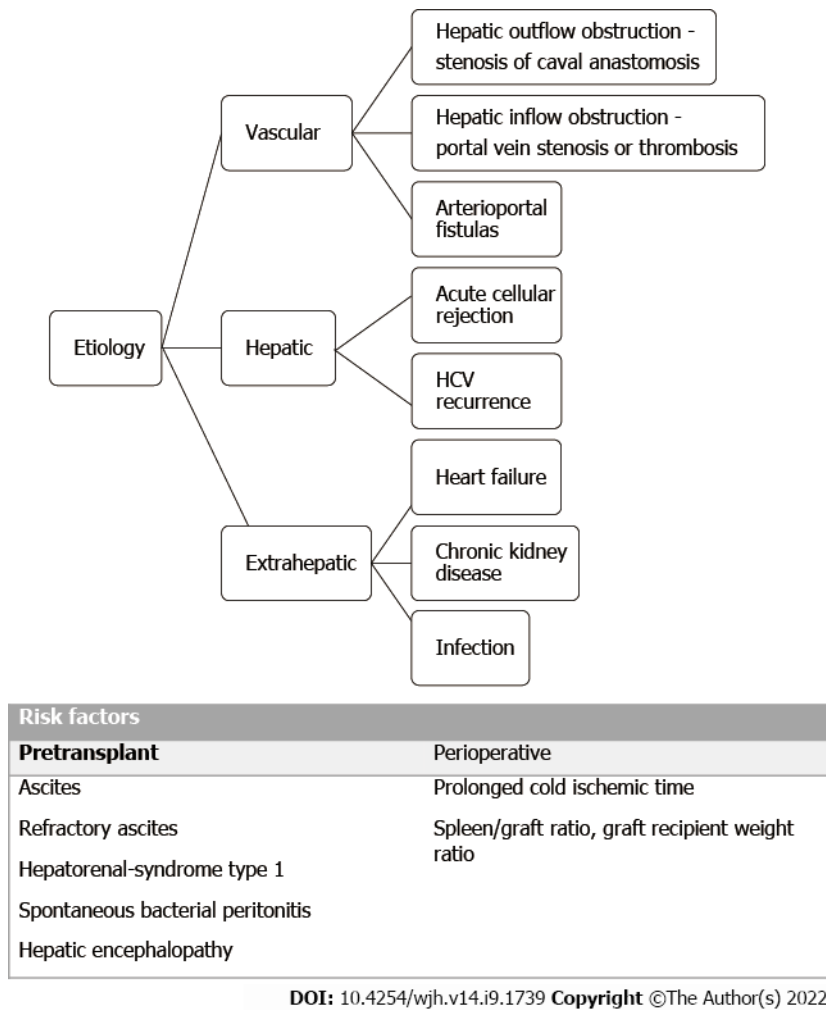 Hepatic outflow obstruction -
stenosis of caval anastomosis
Vascular
Hepatic inflow obstruction -
portal vein stenosis or thrombosis
Arterioportal
fistulas
Acute cellular
rejection
Etiology
Hepatic
HCV
recurrence
Heart failure
Extrahepatic
Chronic kidney
disease
Infection
Risk factors
Pretransplant
Perioperative
Ascites
Prolonged cold ischemic time
Refractory ascites
Spleen/graft ratio, graft recipient weight
ratio
Hepatorenal-syndrome type 1
Spontaneous bacterial peritonitis
Hepatic encephalopathy
DOI: 10.4254/wjh.v14.i9.1739 Copyright ©The Author(s) 2022